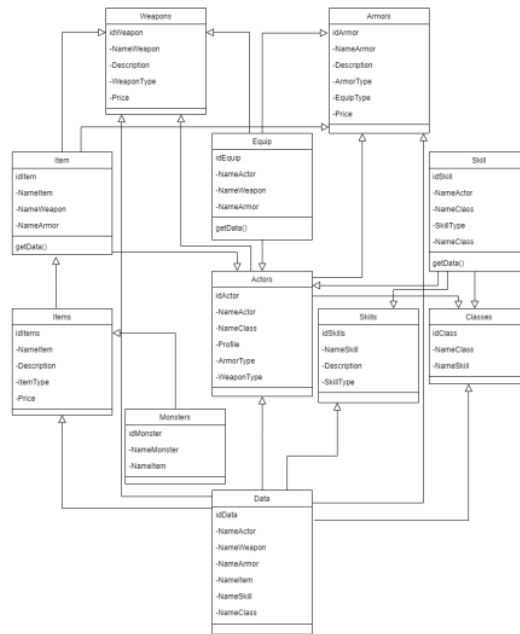 Weapons
idWeapon
-NameWeapon
-Description
-WeaponType
-Price
Armors
idArmor
-NameArmor
-Description
-ArmorType
-EquipType
-Price
Item
idItem
-NameItem
-NameWeapon
-NameArmor
getData()
Equip
idEquip
-NameActor
-NameWeapon
-NameArmor
getData()
Skill
idSkill
-NameActor
-NameClass
-SkillType
-NameClass
getData()
Items
idItems
-NameItem
-Description
-ItemType
-Price
Actors
idActor
-NameActor
-NameClass
-Profile
-ArmorType
-WeaponType
Skills
idSkills
-NameSkill
-Description
-SkillType
Classes
idClass
-NameClass
-NameSkill
Monsters
idMonster
-NameMonster
-NameItem
Data
idData
-NameActor
-NameWeapon
-NameArmor
-NameItem
-NameSkill
-NameClass